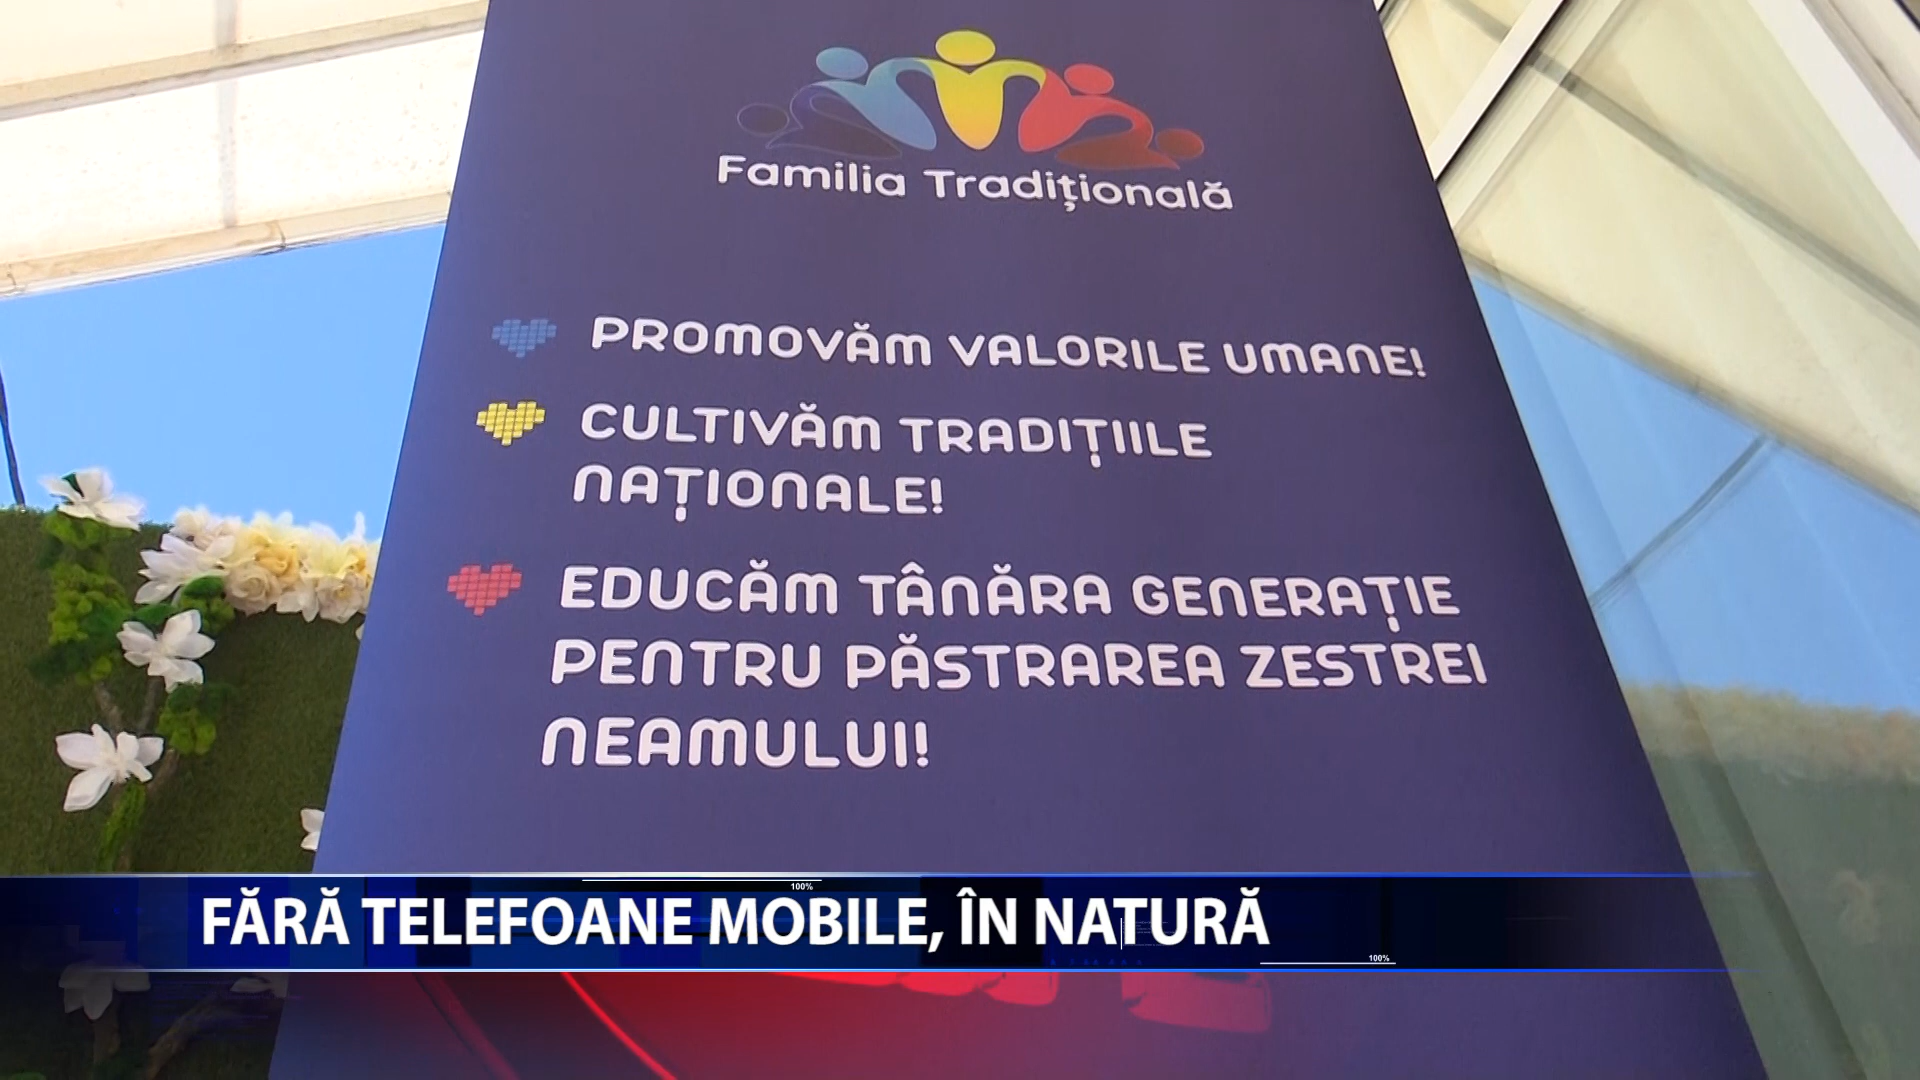 Familia Tradițională
PROMOVĂM VALORILE UMANE!
CULTIVĂM TRADIȚIILE
NAȚIONALE!
EDUCĂM TÂNĂRA GENERAȚIE
PENTRU PĂSTRAREA ZESTREI
NEAMULUI!
100%
FĂRĂ TELEFOANE MOBILE, ÎN NATURĂ
100%